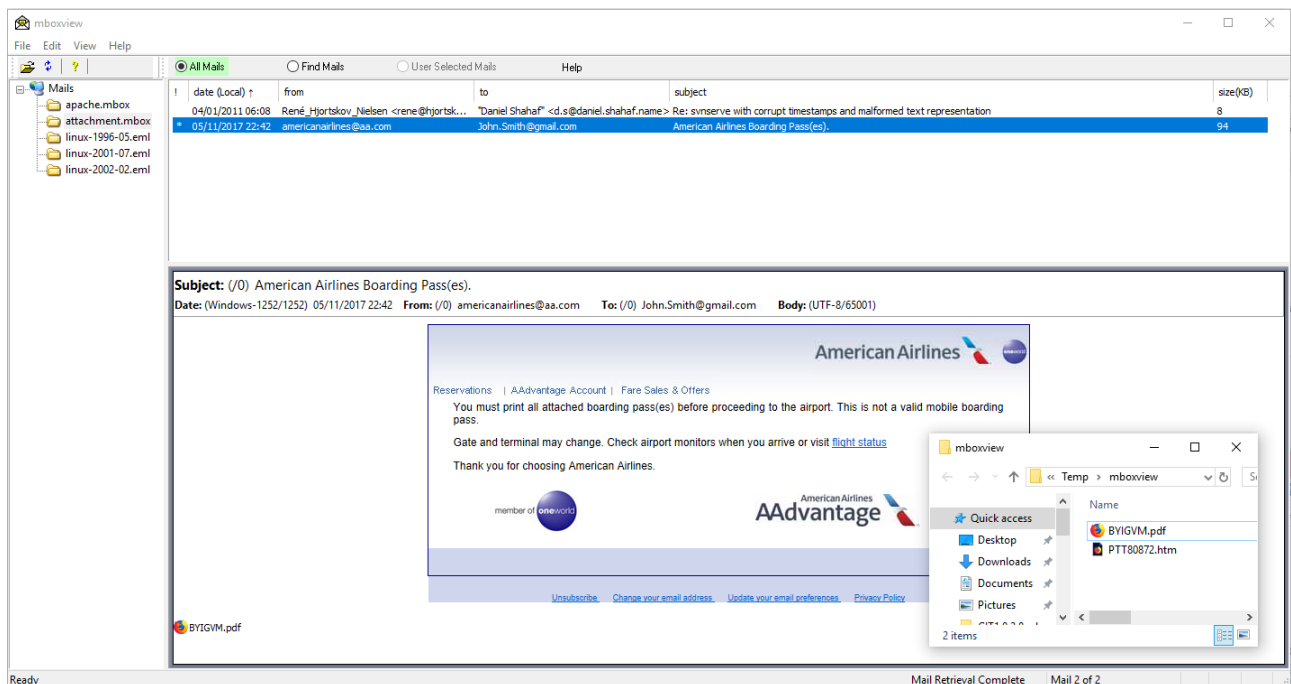 mboxview
File Edit View Help
? All Mails Find Mails User Selected Mails Help
Mails
apache.mbox
attachment.mbox
linux-1996-05.eml
linux-2001-07.eml
linux-2002-02.eml
! date (Local) ↑ from to subject size(KB)
04/01/2011 06:08 René_Hjortskov_Nielsen <rene@hjortsk... "Daniel Shahaf" <d.s@daniel.shahaf.name> Re: svnserve with corrupt timestamps and malformed text representation 8
* 05/11/2017 22:42 americanairlines@aa.com John.Smith@gmail.com American Airlines Boarding Pass(es). 94
Subject: (/0) American Airlines Boarding Pass(es).
Date: (Windows-1252/1252) 05/11/2017 22:42 From: (/0) americanairlines@aa.com To: (/0) John.Smith@gmail.com Body: (UTF-8/65001)
American Airlines oneworld
Reservations | AAdvantage Account | Fare Sales & Offers
You must print all attached boarding pass(es) before proceeding to the airport. This is not a valid mobile boarding
pass.
Gate and terminal may change. Check airport monitors when you arrive or visit flight status
Thank you for choosing American Airlines.
member of oneworld
American Airlines
AAdvantage
Unsubscribe Change your email address Update your email preferences Privacy Policy
BYIGVM.pdf
mboxview
« Temp › mboxview
Name
Quick access
Desktop
Downloads
Documents
Pictures
BYIGVM.pdf
PTT80872.htm
2 items
Ready Mail Retrieval Complete Mail 2 of 2